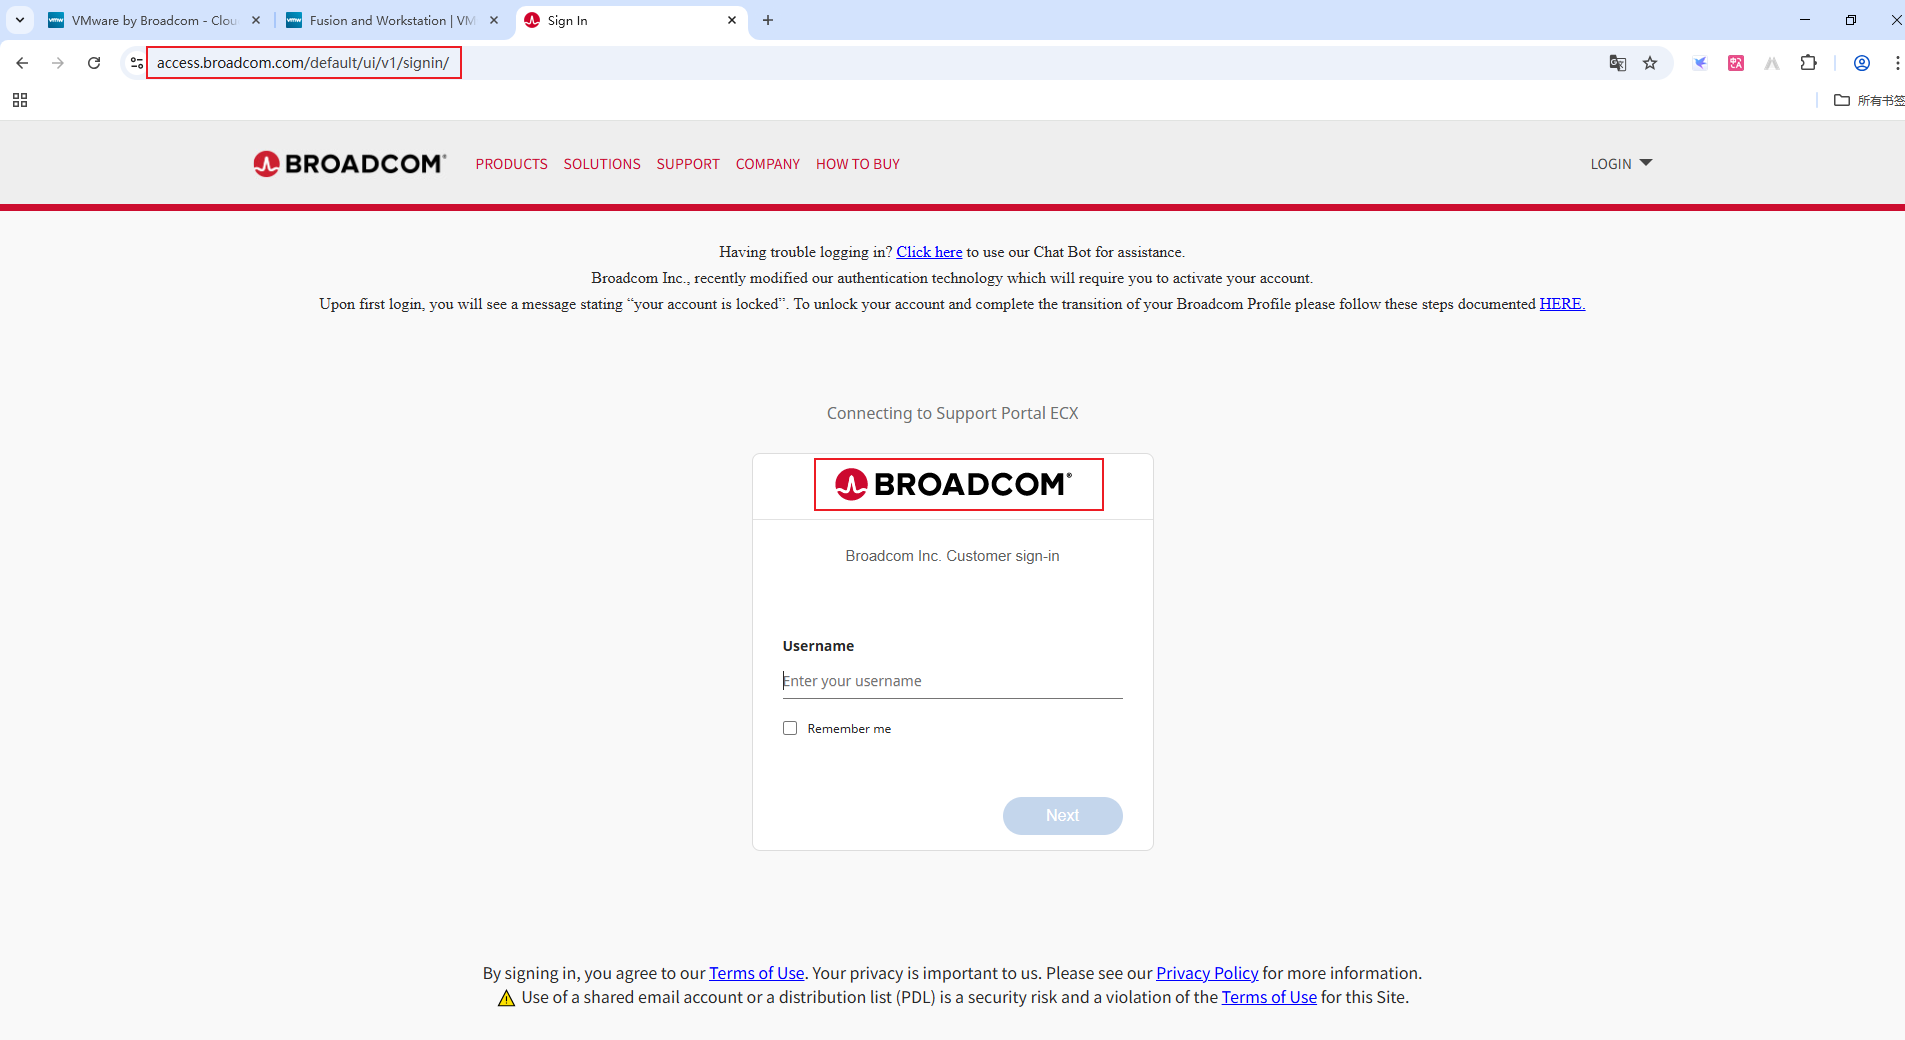 VMware by Broadcom - Clou
Fusion and Workstation | VM
Sign In
access.broadcom.com/default/ui/v1/signin/
所有书签
BROADCOM®
PRODUCTS SOLUTIONS SUPPORT COMPANY HOW TO BUY
LOGIN
Having trouble logging in? Click here to use our Chat Bot for assistance.
Broadcom Inc., recently modified our authentication technology which will require you to activate your account.
Upon first login, you will see a message stating “your account is locked”. To unlock your account and complete the transition of your Broadcom Profile please follow these steps documented HERE.
Connecting to Support Portal ECX
BROADCOM®
Broadcom Inc. Customer sign-in
Username
Enter your username
Remember me
Next
By signing in, you agree to our Terms of Use. Your privacy is important to us. Please see our Privacy Policy for more information.
Use of a shared email account or a distribution list (PDL) is a security risk and a violation of the Terms of Use for this Site.